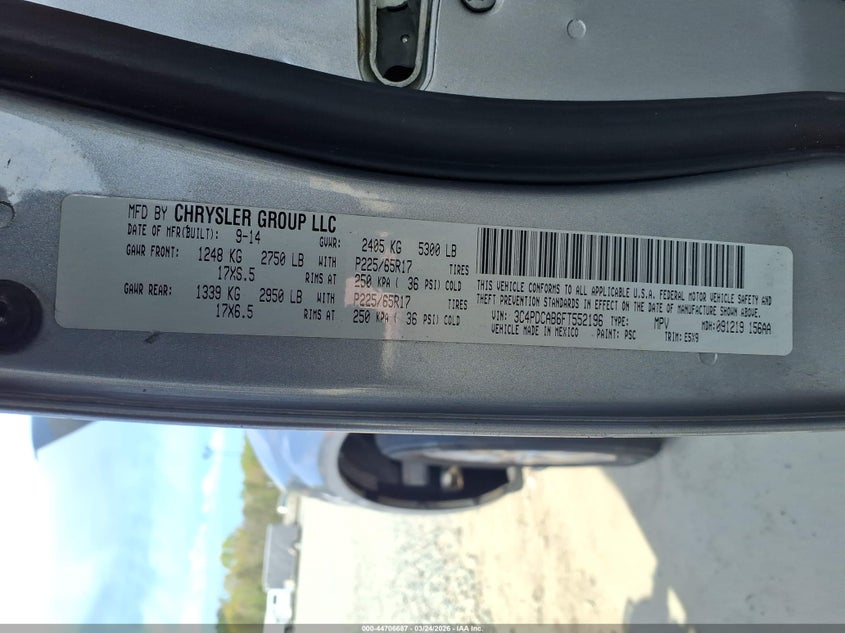 MFD BY CHRYSLER GROUP LLC
DATE OF MFR(BUILT): 9-14 GVWR: 2405 KG 5300 LB
GAWR FRONT: 1248 KG 2750 LB WITH P225/65R17 TIRES
17X6.5 RIMS AT 250 KPA ( 36 PSI) COLD
GAWR REAR: 1339 KG 2950 LB WITH P225/65R17 TIRES
17X6.5 RIMS AT 250 KPA ( 36 PSI) COLD
THIS VEHICLE CONFORMS TO ALL APPLICABLE U.S.A. FEDERAL MOTOR VEHICLE SAFETY AND
THEFT PREVENTION STANDARDS IN EFFECT ON THE DATE OF MANUFACTURE SHOWN ABOVE.
VIN: 3C4PDCAB6FT552196 TYPE: MPV MDH: 091219 156AA
VEHICLE MADE IN MEXICO PAINT: PSC TRIM: E5X9
000-44706687 - 03/24/2026 - IAA Inc.